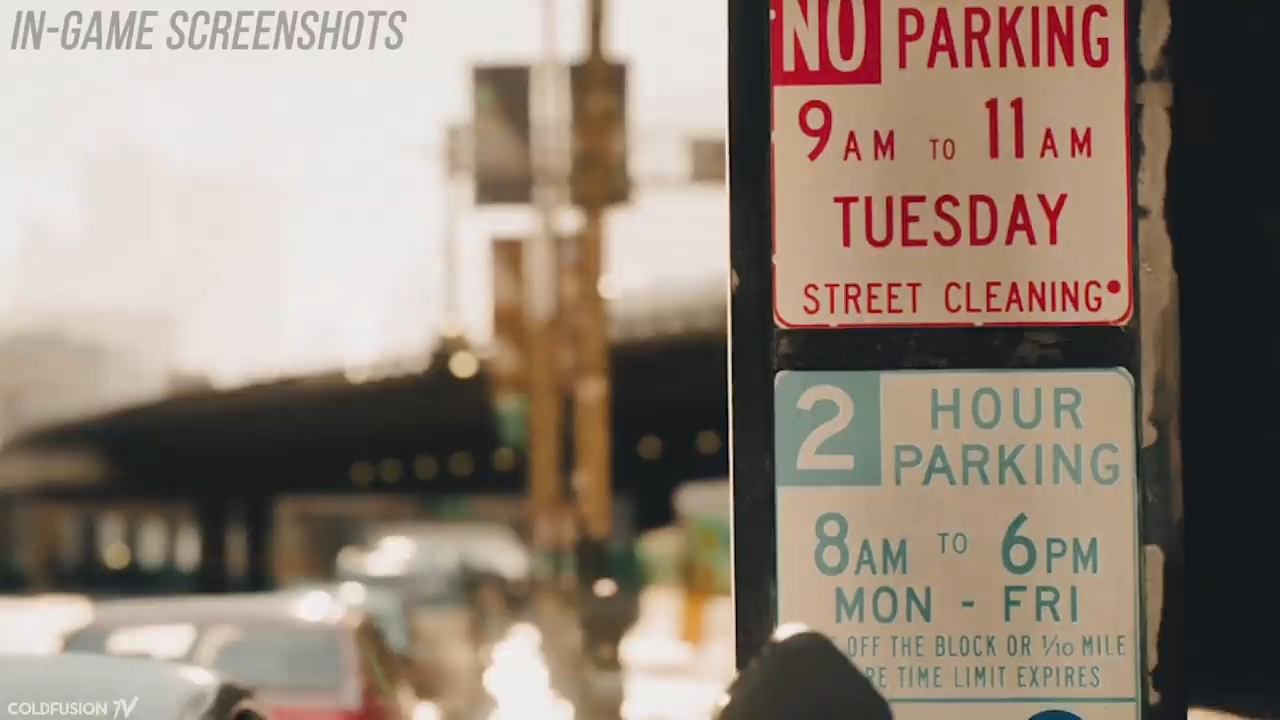 IN-GAME SCREENSHOTS
NO PARKING
9AM TO 11AM
TUESDAY
STREET CLEANING
2 HOUR
PARKING
8AM TO 6PM
MON - FRI
OFF THE BLOCK OR 1/10 MILE
TIME LIMIT EXPIRES
COLDFUSION TV